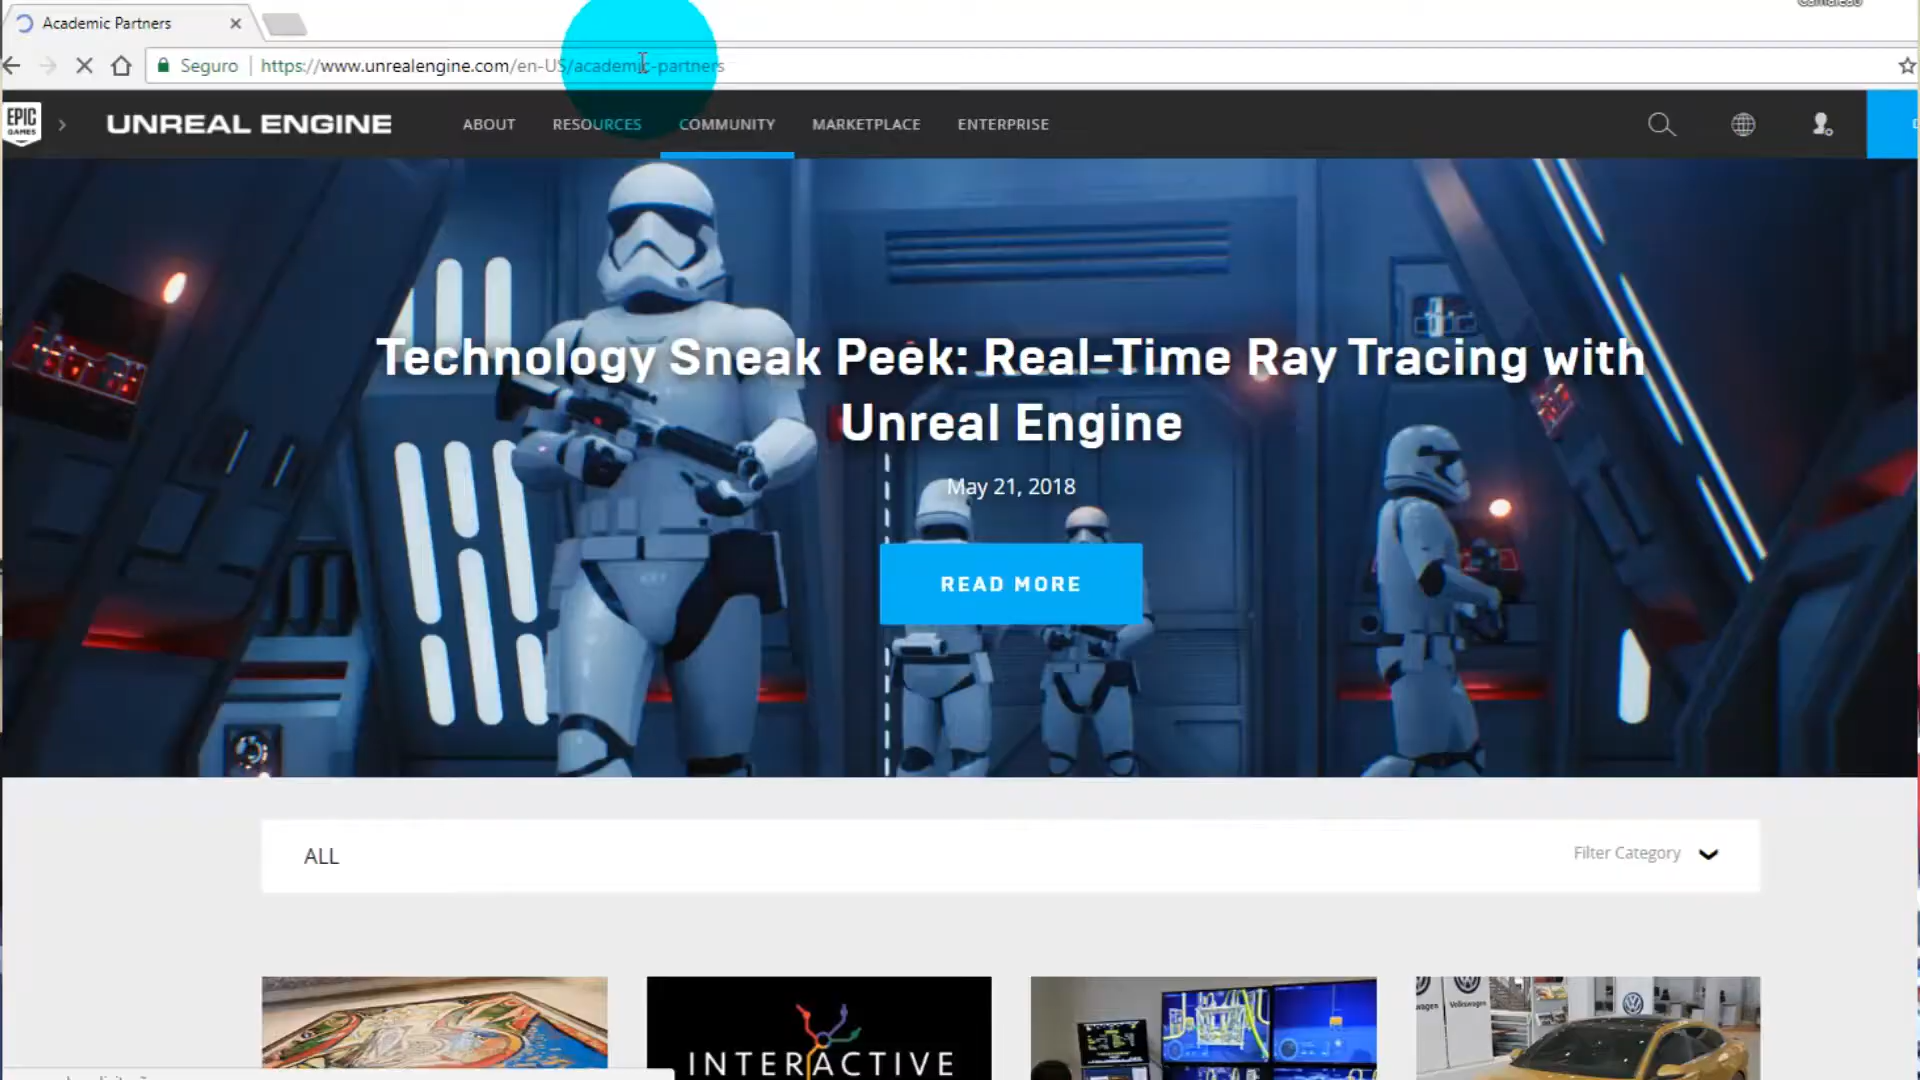 Academic Partners
Seguro
https://www.unrealengine.com/en-US/academic-partners
EPIC
GAMES
UNREAL ENGINE
ABOUT
RESOURCES
COMMUNITY
MARKETPLACE
ENTERPRISE
Technology Sneak Peek: Real-Time Ray Tracing with
Unreal Engine
May 21, 2018
READ MORE
ALL
Filter Category
INTERACTIVE
Volkswagen